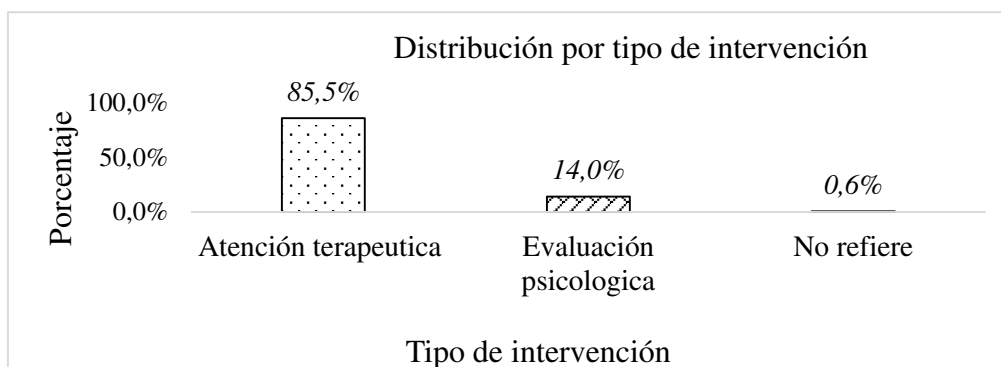 Distribución por tipo de intervención
Porcentaje
100,0%
50,0%
0,0%
85,5%
14,0%
0,6%
Atención terapeutica
Evaluación
psicologica
No refiere
Tipo de intervención